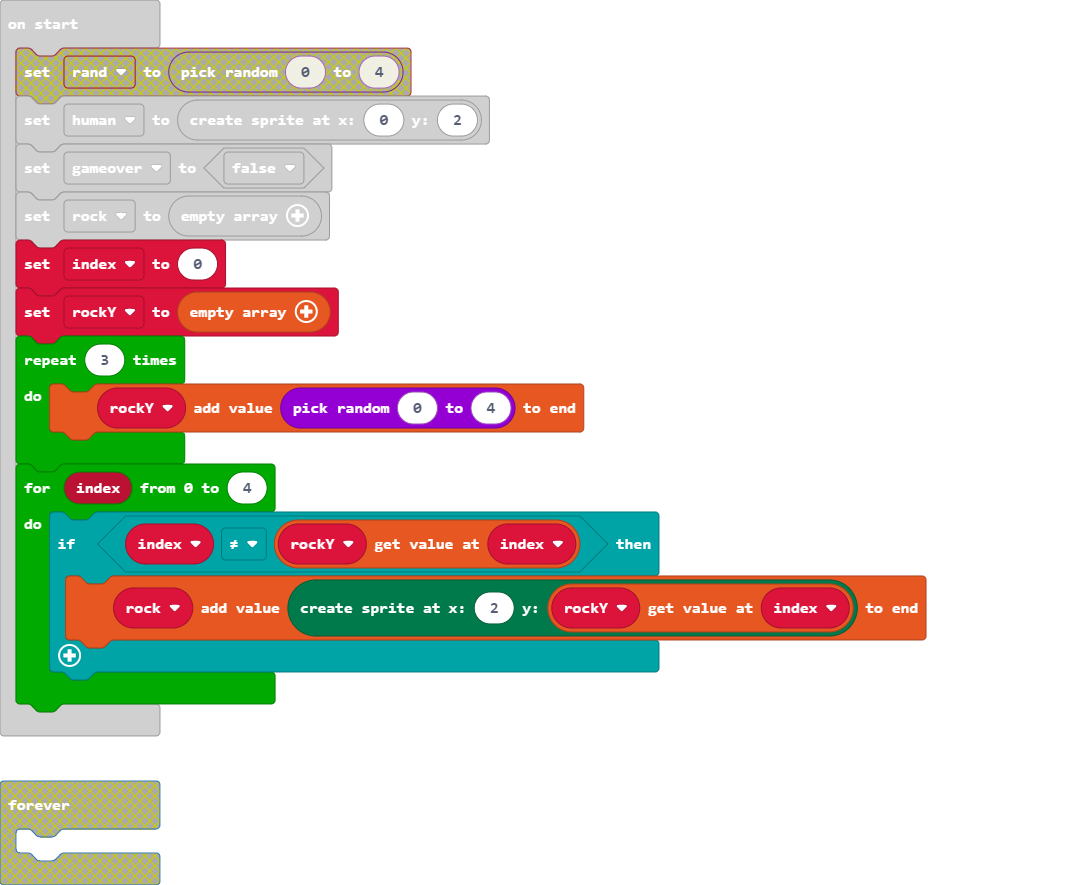 on start
set rand to pick random 0 to 4
set human to create sprite at x: 0 y: 2
set gameover to false
set rock to empty array
set index to 0
set rockY to empty array
repeat 3 times
do rockY add value pick random 0 to 4 to end
for index from 0 to 4
do if index ≠ rockY get value at index then
rock add value create sprite at x: 2 y: rockY get value at index to end
forever